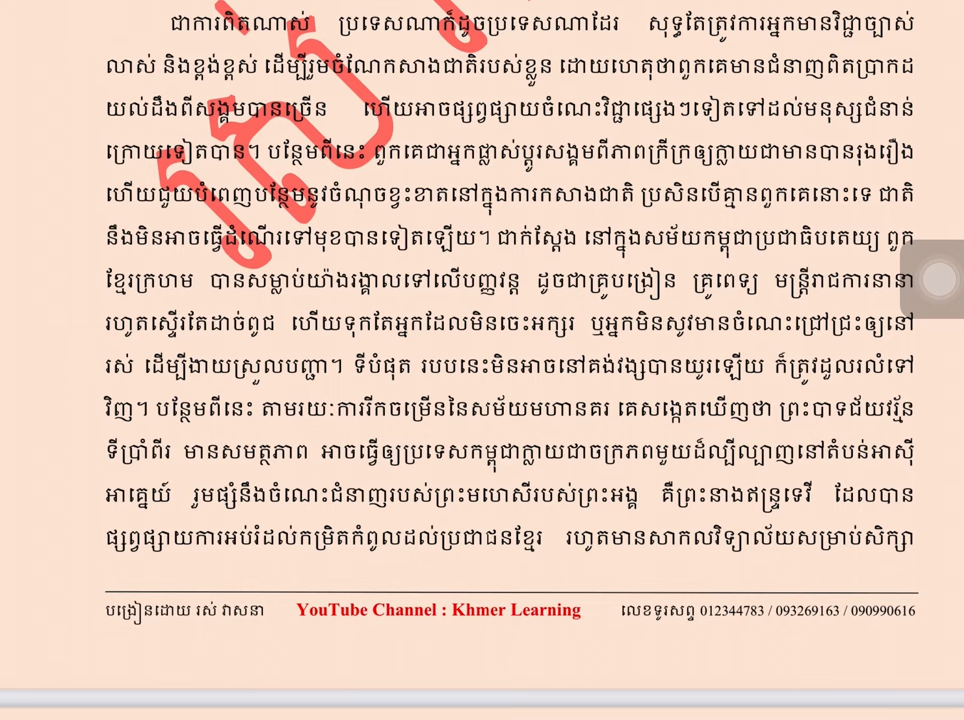 ជាការពិតណាស់ ប្រទេសណាក៏ដូចប្រទេសណាដែរ សុទ្ធតែត្រូវការអ្នកមានវិជ្ជាច្បាស់
លាស់ និងខ្ពង់ខ្ពស់ ដើម្បីរួមចំណែកសាងជាតិរបស់ខ្លួន ដោយហេតុថាពួកគេមានជំនាញពិតប្រាកដ
យល់ដឹងពីសង្គមបានច្រើន ហើយអាចផ្សព្វផ្សាយចំណេះវិជ្ជាផ្សេងៗទៀតទៅដល់មនុស្សជំនាន់
ក្រោយទៀតបាន។ បន្ថែមពីនេះ ពួកគេជាអ្នកផ្លាស់ប្តូរសង្គមពីភាពក្រីក្រឲ្យក្លាយជាមានបានរុងរឿង
ហើយជួយបំពេញបន្ថែមនូវចំណុចខ្វះខាតនៅក្នុងការកសាងជាតិ ប្រសិនបើគ្មានពួកគេនោះទេ ជាតិ
នឹងមិនអាចធ្វើដំណើរទៅមុខបានទៀតឡើយ។ ជាក់ស្តែង នៅក្នុងសម័យកម្ពុជាប្រជាធិបតេយ្យ ពួក
ខ្មែរក្រហម បានសម្លាប់យ៉ាងរង្គាលទៅលើបញ្ញវន្ត ដូចជាគ្រូបង្រៀន គ្រូពេទ្យ មន្ត្រីរាជការនានា
រហូតស្ទើរតែដាច់ពូជ ហើយទុកតែអ្នកដែលមិនចេះអក្សរ ឬអ្នកមិនសូវមានចំណេះជ្រៅជ្រះឲ្យនៅ
រស់ ដើម្បីងាយស្រួលបញ្ជា។ ទីបំផុត របបនេះមិនអាចនៅគង់វង្សបានយូរឡើយ ក៏ត្រូវដួលរលំទៅ
វិញ។ បន្ថែមពីនេះ តាមរយៈការរីកចម្រើននៃសម័យមហានគរ គេសង្កេតឃើញថា ព្រះបាទជ័យវរ្ម័ន
ទីប្រាំពីរ មានសមត្ថភាព អាចធ្វើឲ្យប្រទេសកម្ពុជាក្លាយជាចក្រភពមួយដ៏ល្បីល្បាញនៅតំបន់អាស៊ី
អាគ្នេយ៍ រួមផ្សំនឹងចំណេះជំនាញរបស់ព្រះមហេសីរបស់ព្រះអង្គ គឺព្រះនាងឥន្ទ្រទេវី ដែលបាន
ផ្សព្វផ្សាយការអប់រំដល់កម្រិតកំពូលដល់ប្រជាជនខ្មែរ រហូតមានសាកលវិទ្យាល័យសម្រាប់សិក្សា
បង្រៀនដោយ រស់ វាសនា YouTube Channel : Khmer Learning លេខទូរសព្ទ 012344783 / 093269163 / 090990616